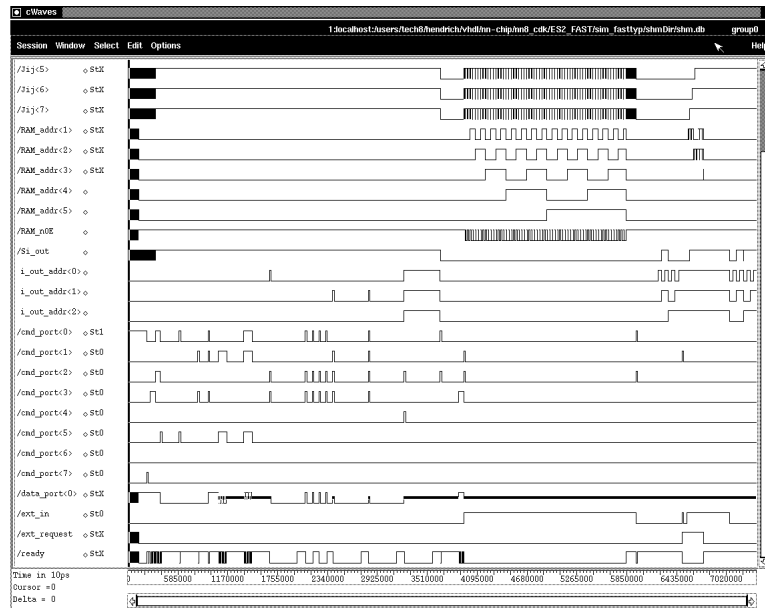 cWaves
1:localhost:/users/tech8/hendrich/vhdl/nn-chip/nn8_cdk/ES2_FAST/sim_fasttyp/shmDir/shm.db group0
Session Window Select Edit Options Help
/Jij<5> StX
/Jij<6> StX
/Jij<7> StX
/RAM_addr<1> StX
/RAM_addr<2> StX
/RAM_addr<3> StX
/RAM_addr<4>
/RAM_addr<5>
/RAM_nOE
/Si_out
i_out_addr<0>
i_out_addr<1>
i_out_addr<2>
/cmd_port<0> St1
/cmd_port<1> St0
/cmd_port<2> St0
/cmd_port<3> St0
/cmd_port<4> St0
/cmd_port<5> St0
/cmd_port<6> St0
/cmd_port<7> St0
/data_port<0> StX
/ext_in St0
/ext_request StX
/ready StX
Time in 10ps 0 585000 1170000 1755000 2340000 2925000 3510000 4095000 4680000 5265000 5850000 6435000 7020000
Cursor =0
Delta = 0